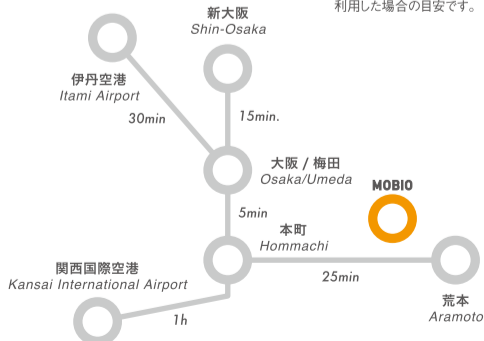 利用した場合の目安です。
新大阪
Shin-Osaka
伊丹空港
Itami Airport
30min
15min.
大阪 / 梅田
Osaka/Umeda
MOBIO
5min
本町
Hommachi
関西国際空港
Kansai International Airport
25min
1h
荒本
Aramoto